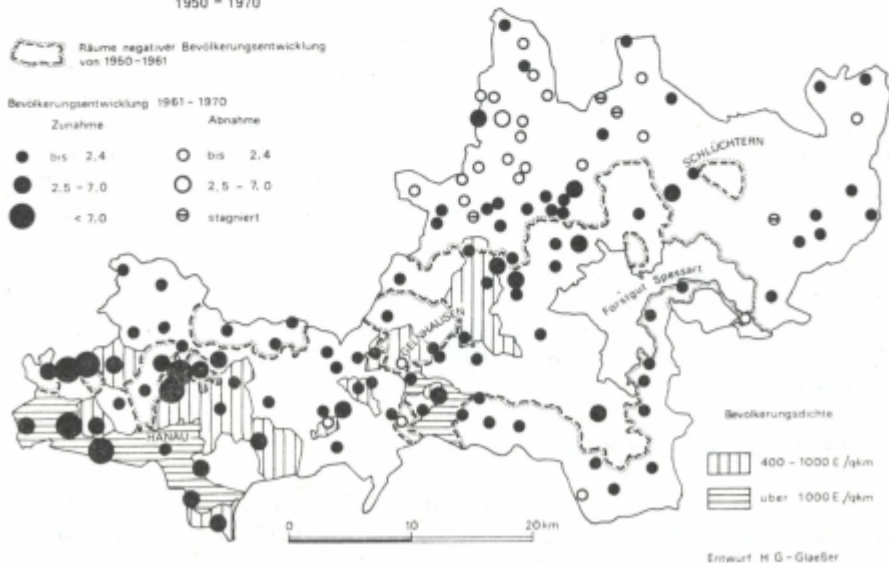 1950 - 1970
Räume negativer Bevölkerungsentwicklung
von 1950-1961
Bevölkerungsentwicklung 1961 - 1970
Zunahme
Abnahme
bis 2,4
bis 2,4
2,5 - 7,0
2,5 - 7,0
< 7,0
stagniert
SCHLÜCHTERN
Forstgut Spessart
GELNHAUSEN
HANAU
Bevölkerungsdichte
400 - 1000 E/qkm
über 1000 E/qkm
0 10 20 km
Entwurf H G - Glaeßer